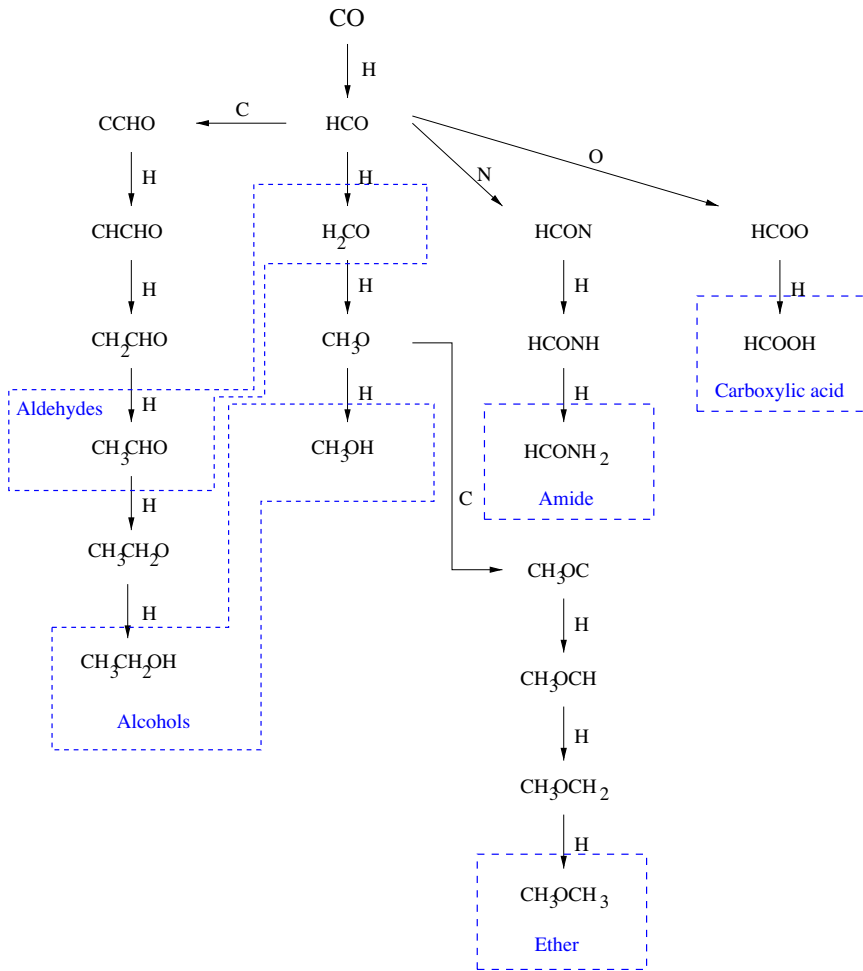 CO
H
CCHO
C
HCO
O
N
H
H
CHCHO
H₂CO
HCON
HCOO
H
H
H
H
CH₂CHO
CH₃O
HCONH
HCOOH
Carboxylic acid
Aldehydes
H
H
H
CH₃CHO
CH₃OH
HCONH₂
Amide
H
C
CH₃CH₂O
CH₃OC
H
H
CH₃CH₂OH
CH₃OCH
Alcohols
H
CH₃OCH₂
H
CH₃OCH₃
Ether